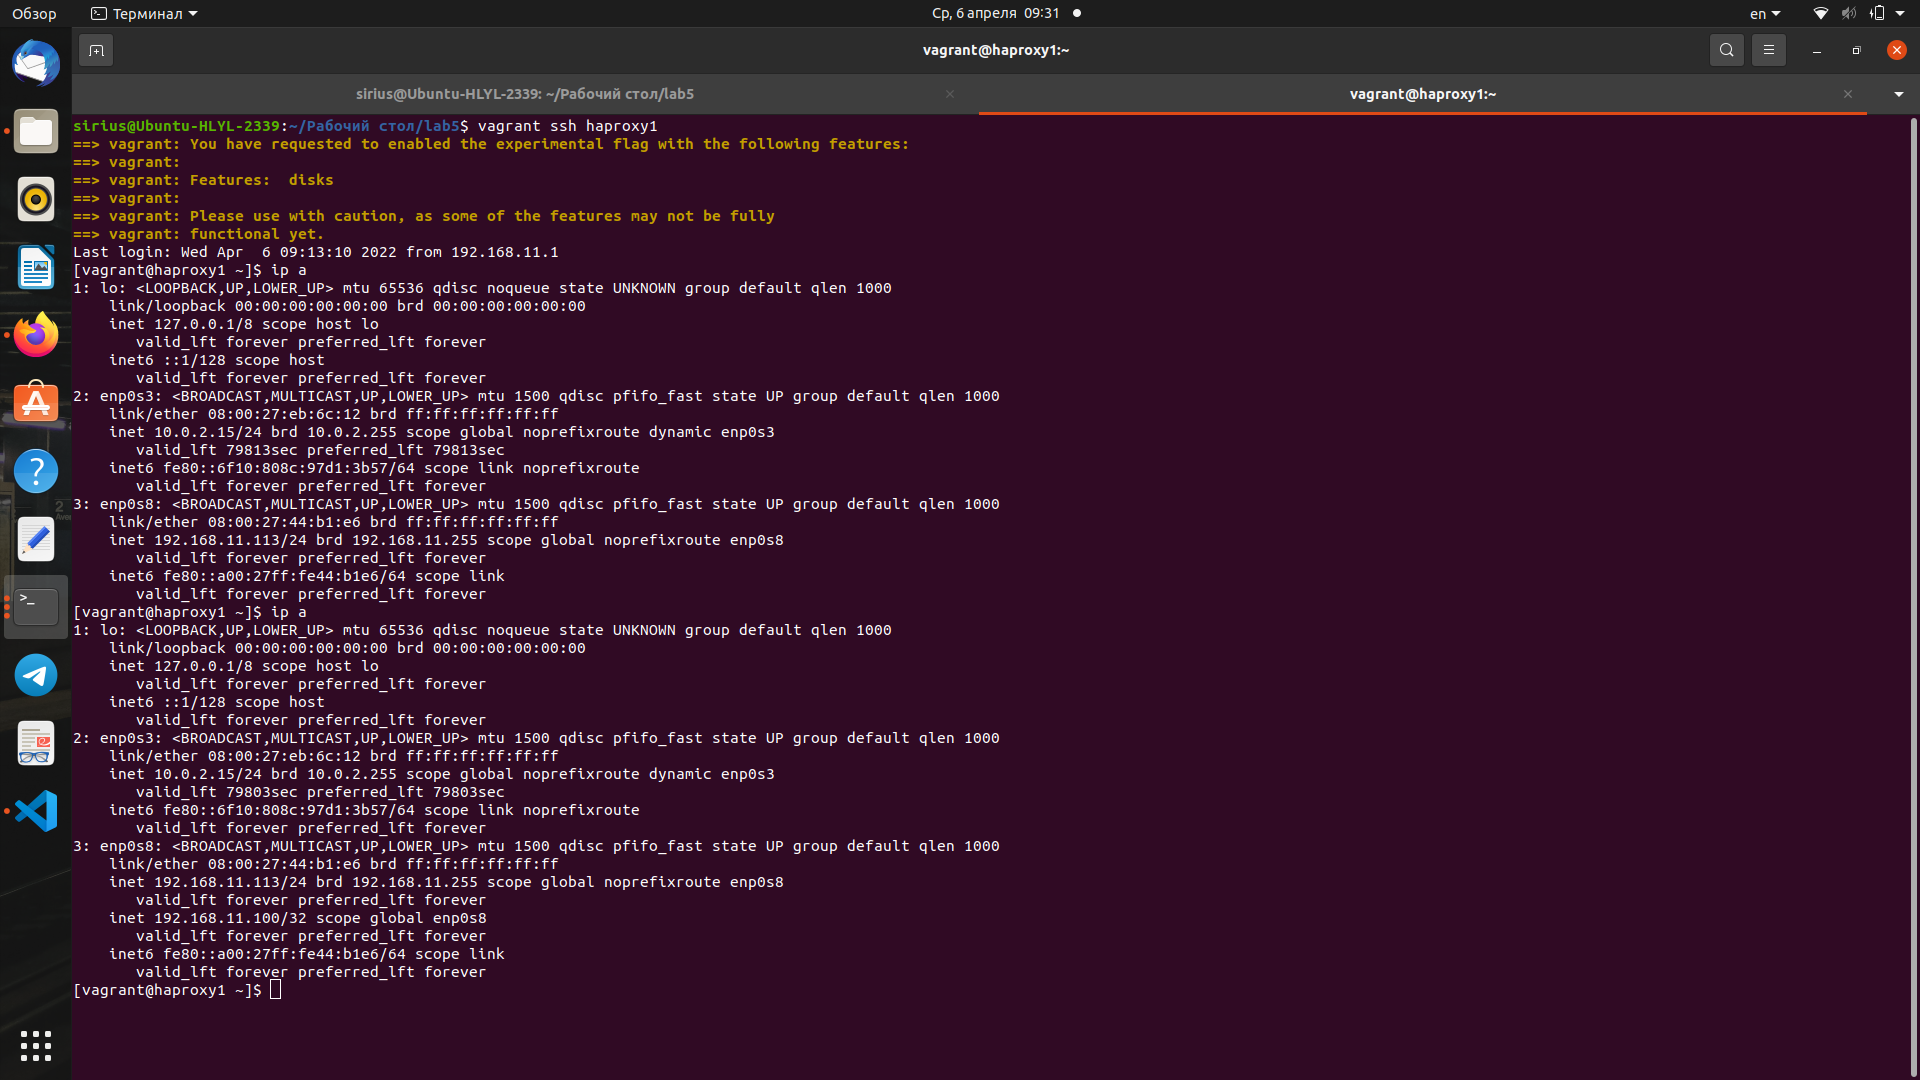 Обзор
Терминал
Ср, 6 апреля 09:31
en
vagrant@haproxy1:~
sirius@Ubuntu-HLYL-2339: ~/Рабочий стол/lab5
vagrant@haproxy1:~
sirius@Ubuntu-HLYL-2339:~/Рабочий стол/lab5$ vagrant ssh haproxy1
==> vagrant: You have requested to enabled the experimental flag with the following features:
==> vagrant:
==> vagrant: Features:  disks
==> vagrant:
==> vagrant: Please use with caution, as some of the features may not be fully
==> vagrant: functional yet.
Last login: Wed Apr  6 09:13:10 2022 from 192.168.11.1
[vagrant@haproxy1 ~]$ ip a
1: lo: <LOOPBACK,UP,LOWER_UP> mtu 65536 qdisc noqueue state UNKNOWN group default qlen 1000
    link/loopback 00:00:00:00:00:00 brd 00:00:00:00:00:00
    inet 127.0.0.1/8 scope host lo
       valid_lft forever preferred_lft forever
    inet6 ::1/128 scope host
       valid_lft forever preferred_lft forever
2: enp0s3: <BROADCAST,MULTICAST,UP,LOWER_UP> mtu 1500 qdisc pfifo_fast state UP group default qlen 1000
    link/ether 08:00:27:eb:6c:12 brd ff:ff:ff:ff:ff:ff
    inet 10.0.2.15/24 brd 10.0.2.255 scope global noprefixroute dynamic enp0s3
       valid_lft 79813sec preferred_lft 79813sec
    inet6 fe80::6f10:808c:97d1:3b57/64 scope link noprefixroute
       valid_lft forever preferred_lft forever
3: enp0s8: <BROADCAST,MULTICAST,UP,LOWER_UP> mtu 1500 qdisc pfifo_fast state UP group default qlen 1000
    link/ether 08:00:27:44:b1:e6 brd ff:ff:ff:ff:ff:ff
    inet 192.168.11.113/24 brd 192.168.11.255 scope global noprefixroute enp0s8
       valid_lft forever preferred_lft forever
    inet6 fe80::a00:27ff:fe44:b1e6/64 scope link
       valid_lft forever preferred_lft forever
[vagrant@haproxy1 ~]$ ip a
1: lo: <LOOPBACK,UP,LOWER_UP> mtu 65536 qdisc noqueue state UNKNOWN group default qlen 1000
    link/loopback 00:00:00:00:00:00 brd 00:00:00:00:00:00
    inet 127.0.0.1/8 scope host lo
       valid_lft forever preferred_lft forever
    inet6 ::1/128 scope host
       valid_lft forever preferred_lft forever
2: enp0s3: <BROADCAST,MULTICAST,UP,LOWER_UP> mtu 1500 qdisc pfifo_fast state UP group default qlen 1000
    link/ether 08:00:27:eb:6c:12 brd ff:ff:ff:ff:ff:ff
    inet 10.0.2.15/24 brd 10.0.2.255 scope global noprefixroute dynamic enp0s3
       valid_lft 79803sec preferred_lft 79803sec
    inet6 fe80::6f10:808c:97d1:3b57/64 scope link noprefixroute
       valid_lft forever preferred_lft forever
3: enp0s8: <BROADCAST,MULTICAST,UP,LOWER_UP> mtu 1500 qdisc pfifo_fast state UP group default qlen 1000
    link/ether 08:00:27:44:b1:e6 brd ff:ff:ff:ff:ff:ff
    inet 192.168.11.113/24 brd 192.168.11.255 scope global noprefixroute enp0s8
       valid_lft forever preferred_lft forever
    inet 192.168.11.100/32 scope global enp0s8
       valid_lft forever preferred_lft forever
    inet6 fe80::a00:27ff:fe44:b1e6/64 scope link
       valid_lft forever preferred_lft forever
[vagrant@haproxy1 ~]$